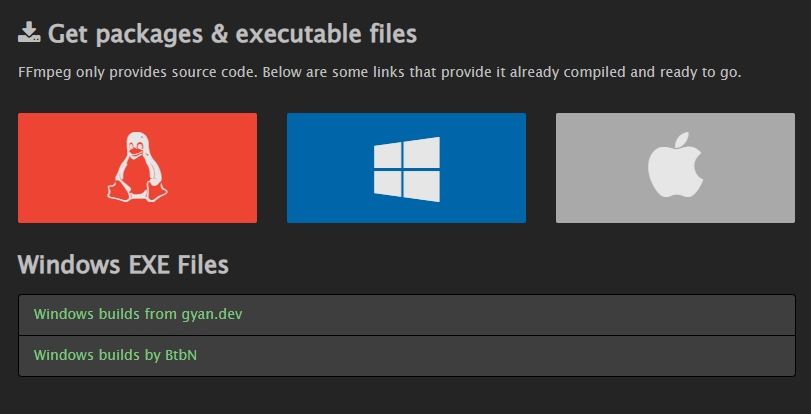 Get packages & executable files
FFmpeg only provides source code. Below are some links that provide it already compiled and ready to go.
Windows EXE Files
Windows builds from gyan.dev
Windows builds by BtbN